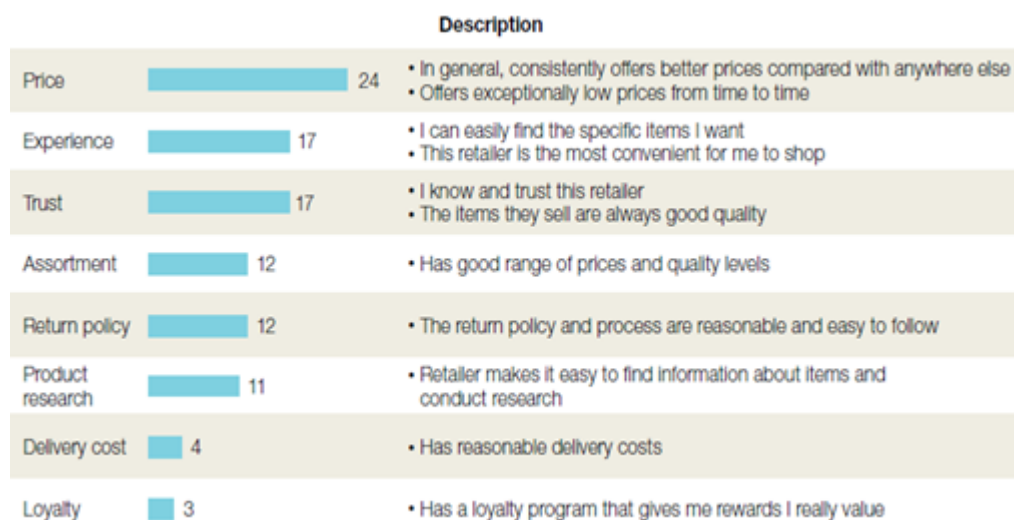 Description
Price
24
• In general, consistently offers better prices compared with anywhere else
• Offers exceptionally low prices from time to time
Experience
17
• I can easily find the specific items I want
• This retailer is the most convenient for me to shop
Trust
17
• I know and trust this retailer
• The items they sell are always good quality
Assortment
12
• Has good range of prices and quality levels
Return policy
12
• The return policy and process are reasonable and easy to follow
Product
research
11
• Retailer makes it easy to find information about items and
conduct research
Delivery cost
4
• Has reasonable delivery costs
Loyalty
3
• Has a loyalty program that gives me rewards I really value